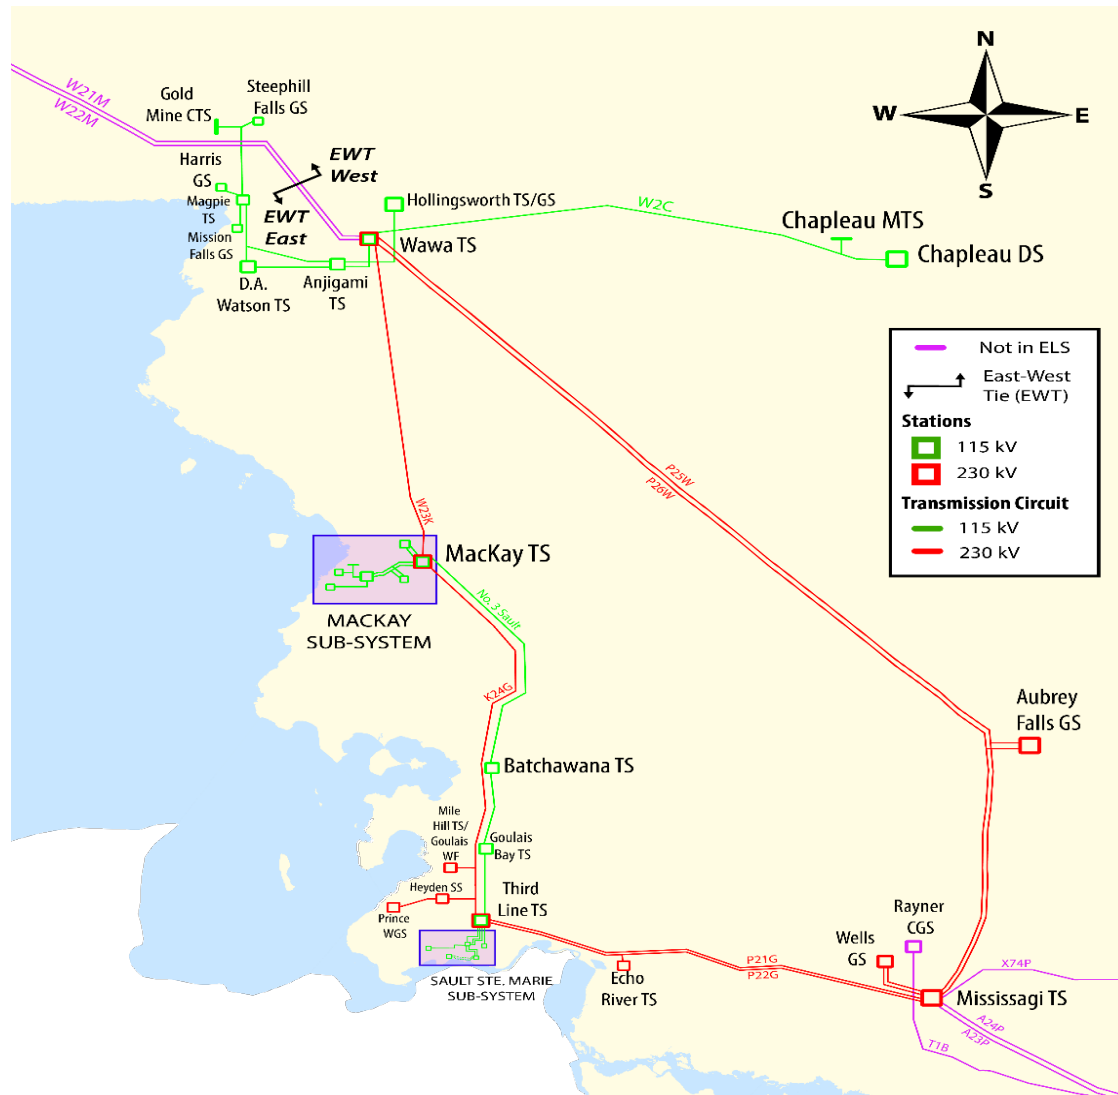 N
W
E
S
W21M
W22M
Gold
Mine CTS
Steephill
Falls GS
Harris
GS
Magpie
TS
Mission
Falls GS
EWT
West
EWT
East
Hollingsworth TS/GS
Wawa TS
W2C
Chapleau MTS
Chapleau DS
D.A.
Watson TS
Anjigami
TS
Not in ELS
East-West
Tie (EWT)
Stations
115 kV
230 kV
Transmission Circuit
115 kV
230 kV
P25W
P26W
W23K
MacKay TS
MACKAY
SUB-SYSTEM
No. 3 Sault
K24G
Aubrey
Falls GS
Batchawana TS
Mile
Hill TS/
Goulais
WF
Goulais
Bay TS
Heyden SS
Prince
WGS
Third
Line TS
SAULT STE. MARIE
SUB-SYSTEM
Echo
River TS
P21G
P22G
Wells
GS
Rayner
CGS
X74P
Mississagi TS
A24P
A23P
T1B